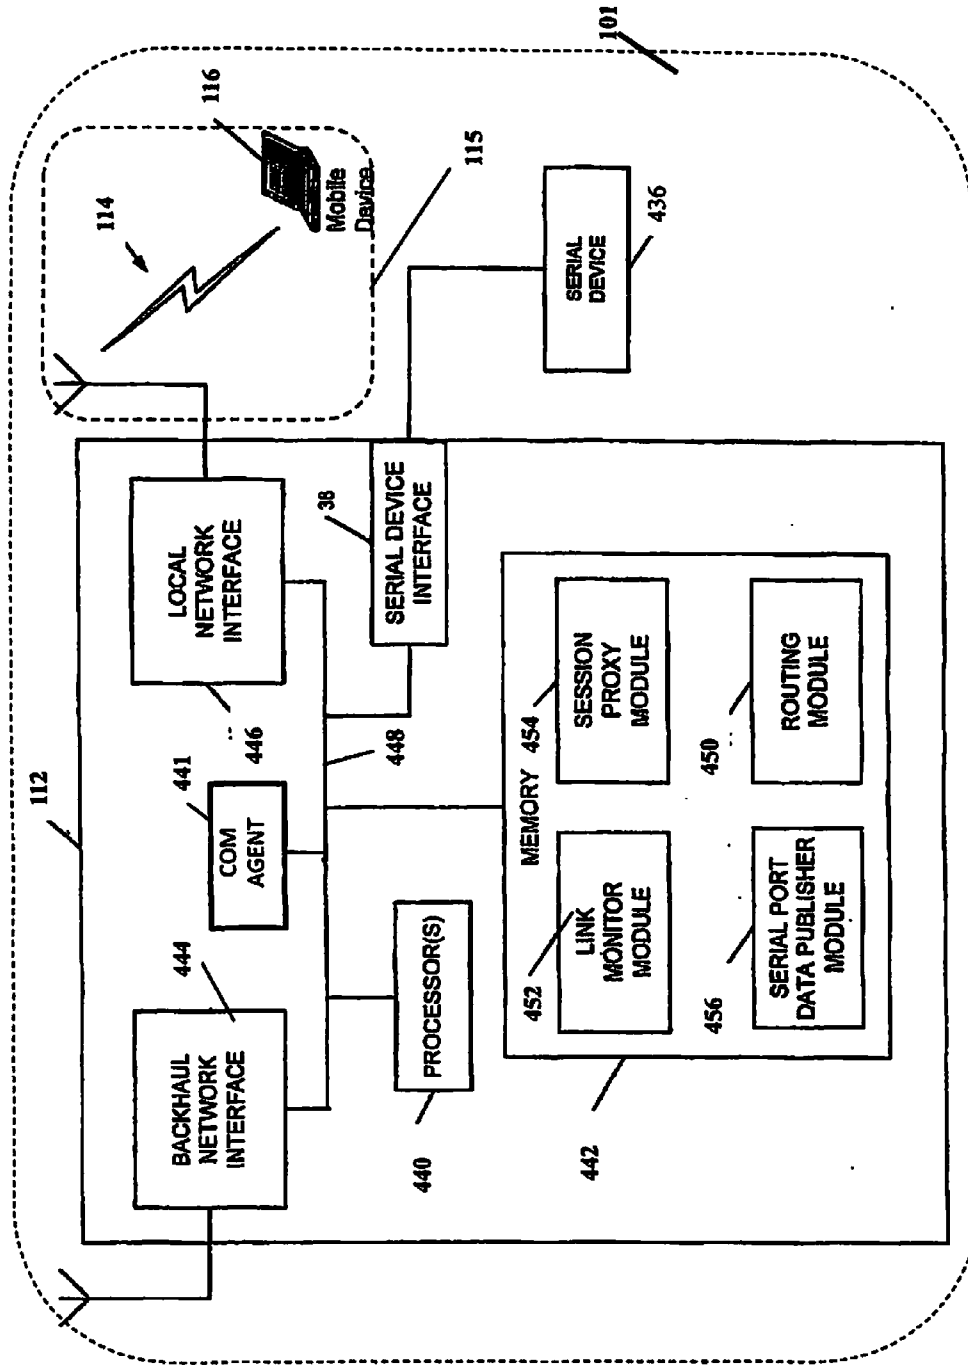 101
116
114
Mobile
Device
115
112
BACKHAUL
NETWORK
INTERFACE
444
COM
AGENT
441
LOCAL
NETWORK
INTERFACE
446
448
SERIAL DEVICE
INTERFACE
38
SERIAL
DEVICE
436
PROCESSOR(S)
440
MEMORY
442
LINK
MONITOR
MODULE
452
SESSION
PROXY
MODULE
454
SERIAL PORT
DATA PUBLISHER
MODULE
456
ROUTING
MODULE
450